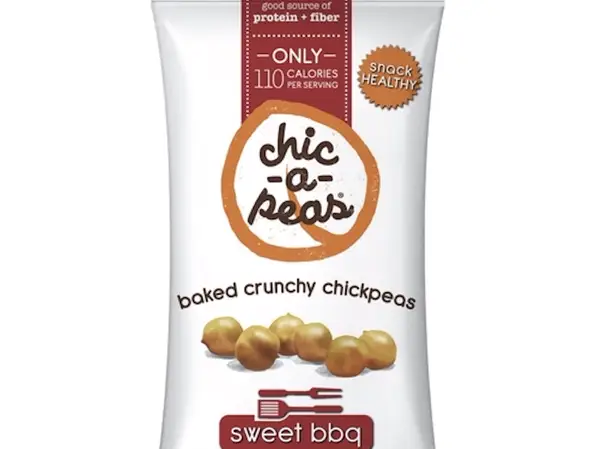 good source of
protein + fiber
ONLY
110 CALORIES
PER SERVING
snack
HEALTHY
chic
-a-
peas®
baked crunchy chickpeas
sweet bbq